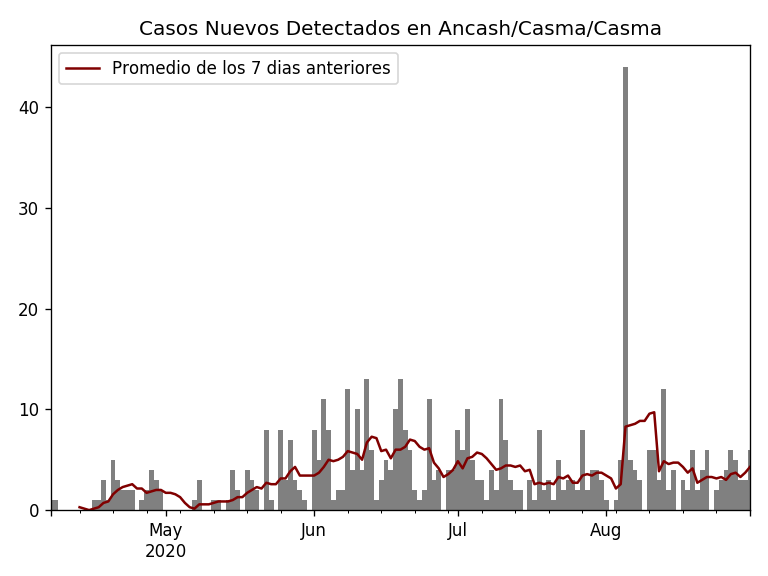 Casos Nuevos Detectados en Ancash/Casma/Casma
Promedio de los 7 dias anteriores
40
30
20
10
0
May
2020
Jun
Jul
Aug